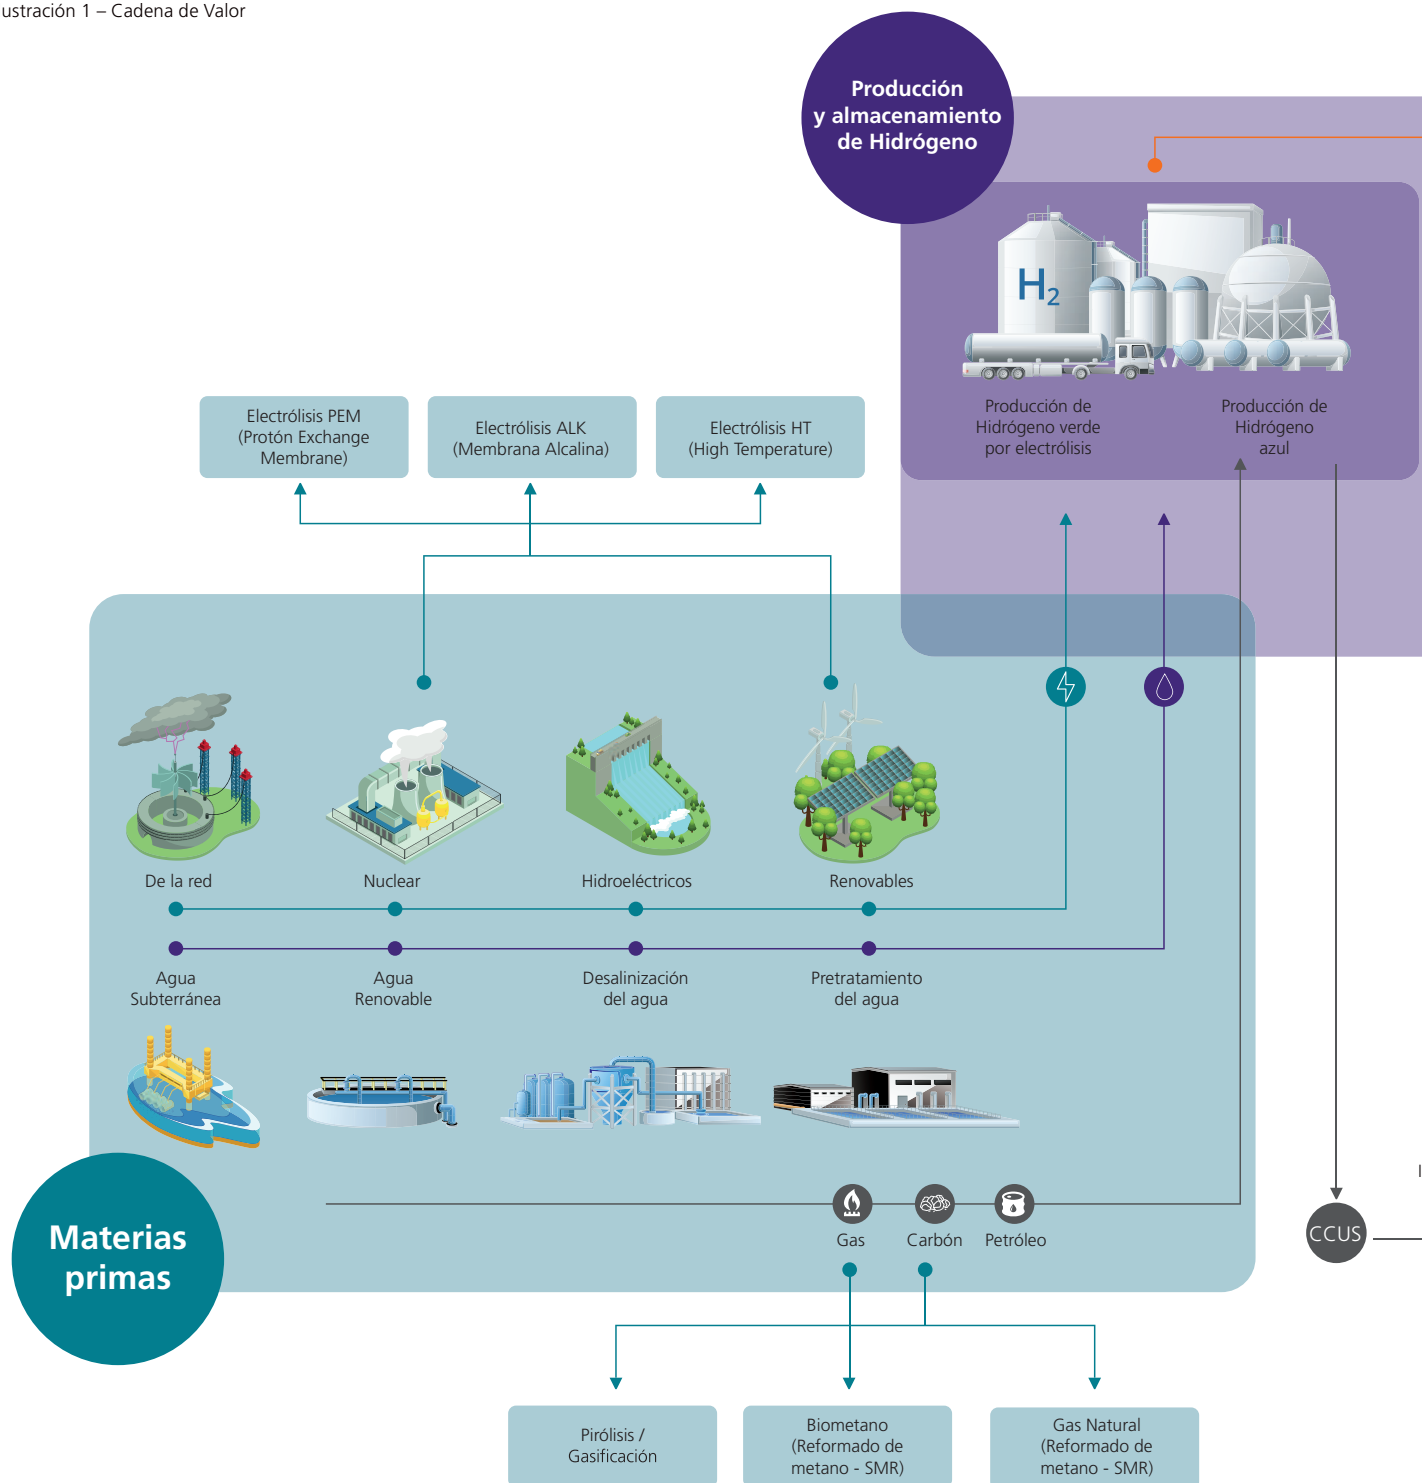 ustración 1 – Cadena de Valor
Producción
y almacenamiento
de Hidrógeno
H2
Producción de
Hidrógeno verde
por electrólisis
Producción de
Hidrógeno
azul
Electrólisis PEM
(Protón Exchange
Membrane)
Electrólisis ALK
(Membrana Alcalina)
Electrólisis HT
(High Temperature)
De la red
Nuclear
Hidroeléctricos
Renovables
Agua
Subterránea
Agua
Renovable
Desalinización
del agua
Pretratamiento
del agua
Materias
primas
Gas
Carbón
Petróleo
CCUS
Pirólisis /
Gasificación
Biometano
(Reformado de
metano - SMR)
Gas Natural
(Reformado de
metano - SMR)